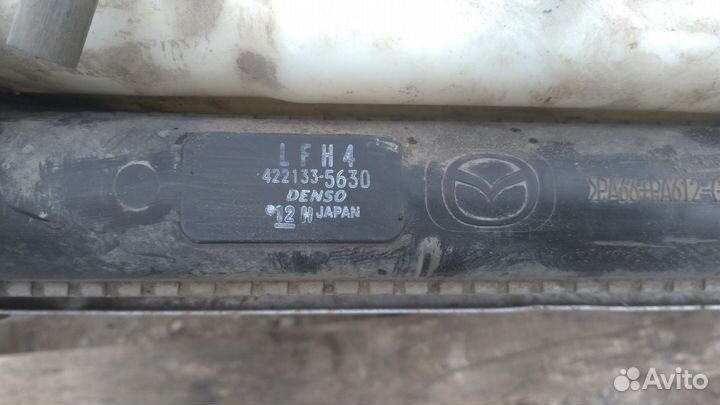 LFH4
422133-5630
DENSO
12 H JAPAN
>PA66+PA612-G
Avito